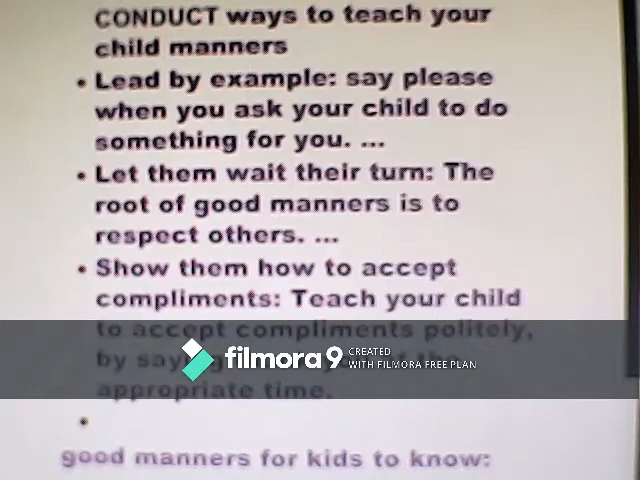 CONDUCT ways to teach your
child manners
• Lead by example: say please
when you ask your child to do
something for you. ...
• Let them wait their turn: The
root of good manners is to
respect others. ...
• Show them how to accept
compliments: Teach your child
to accept compliments politely,
by
appropriate time.
•
filmora 9 CREATED
WITH FILMORA FREE PLAN
good manners for kids to know: